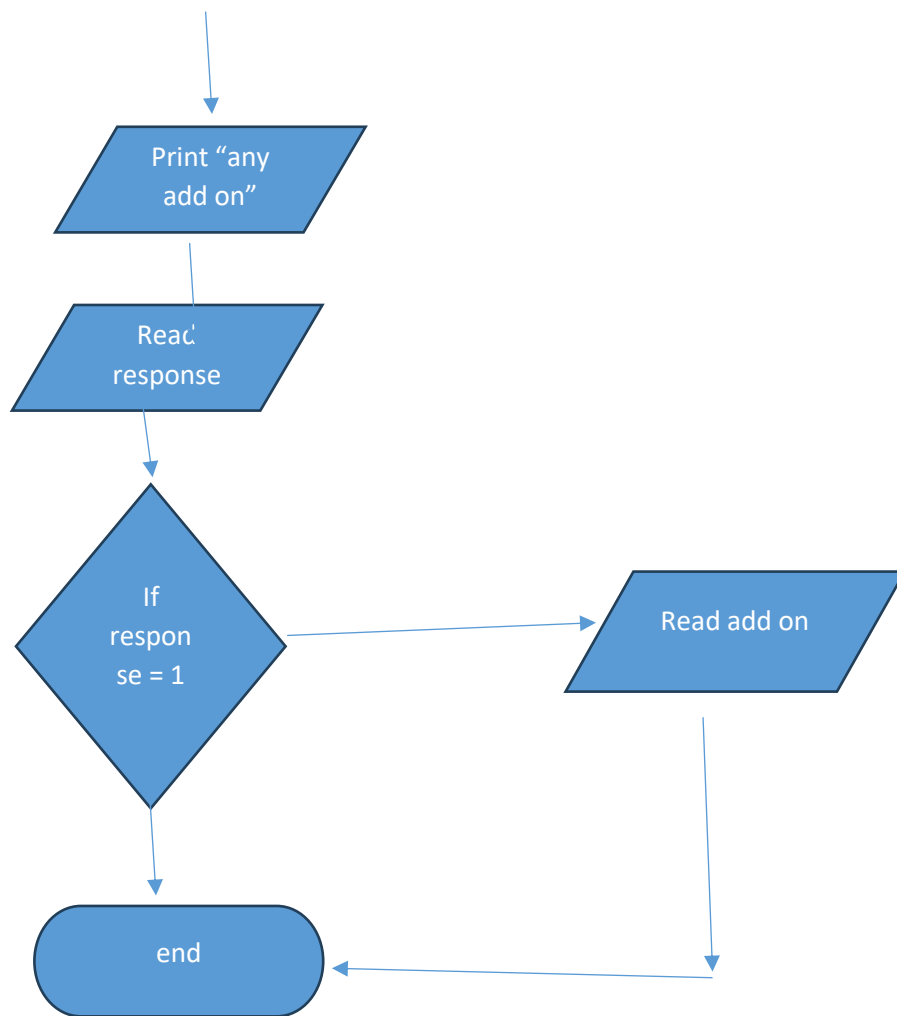 Print “any
add on”
Read
response
If
respon
se = 1
Read add on
end